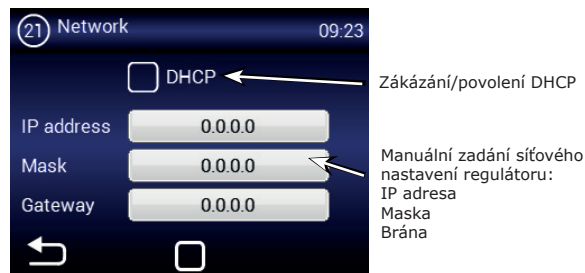 21 Network 09:23
DHCP
Zákázání/povolení DHCP
IP address 0.0.0.0
Mask 0.0.0.0
Gateway 0.0.0.0
Manuální zadání síťového
nastavení regulátoru:
IP adresa
Maska
Brána